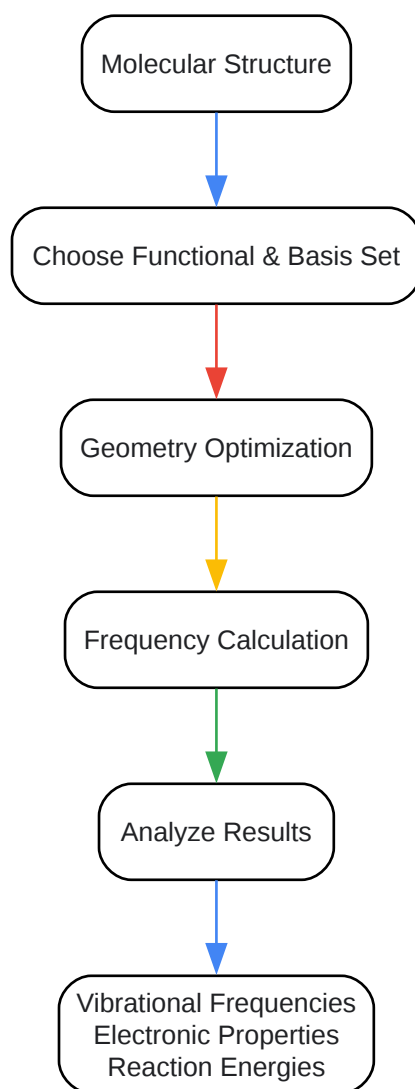 Molecular Structure
Choose Functional & Basis Set
Geometry Optimization
Frequency Calculation
Analyze Results
Vibrational Frequencies
Electronic Properties
Reaction Energies